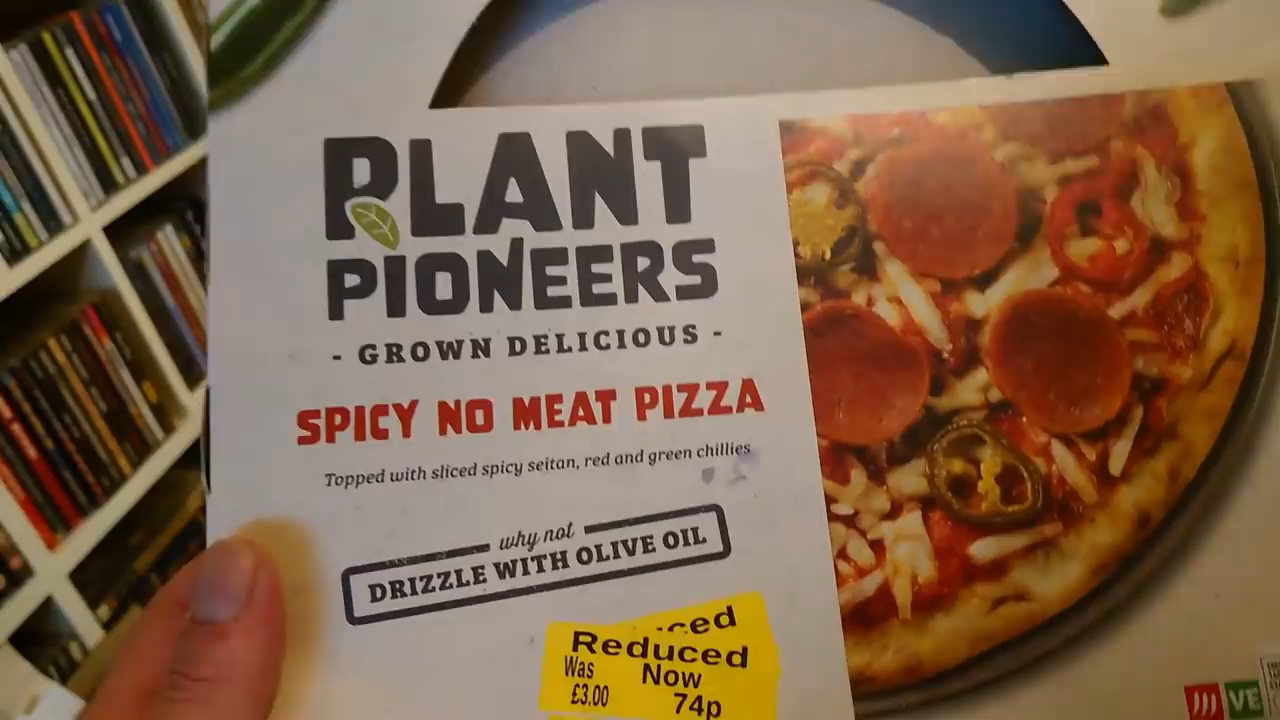 PLANT
PIONEERS
- GROWN DELICIOUS -
SPICY NO MEAT PIZZA
Topped with sliced spicy seitan, red and green chillies
why not
DRIZZLE WITH OLIVE OIL
Reduced
Was Now
£3.00 74p
VE